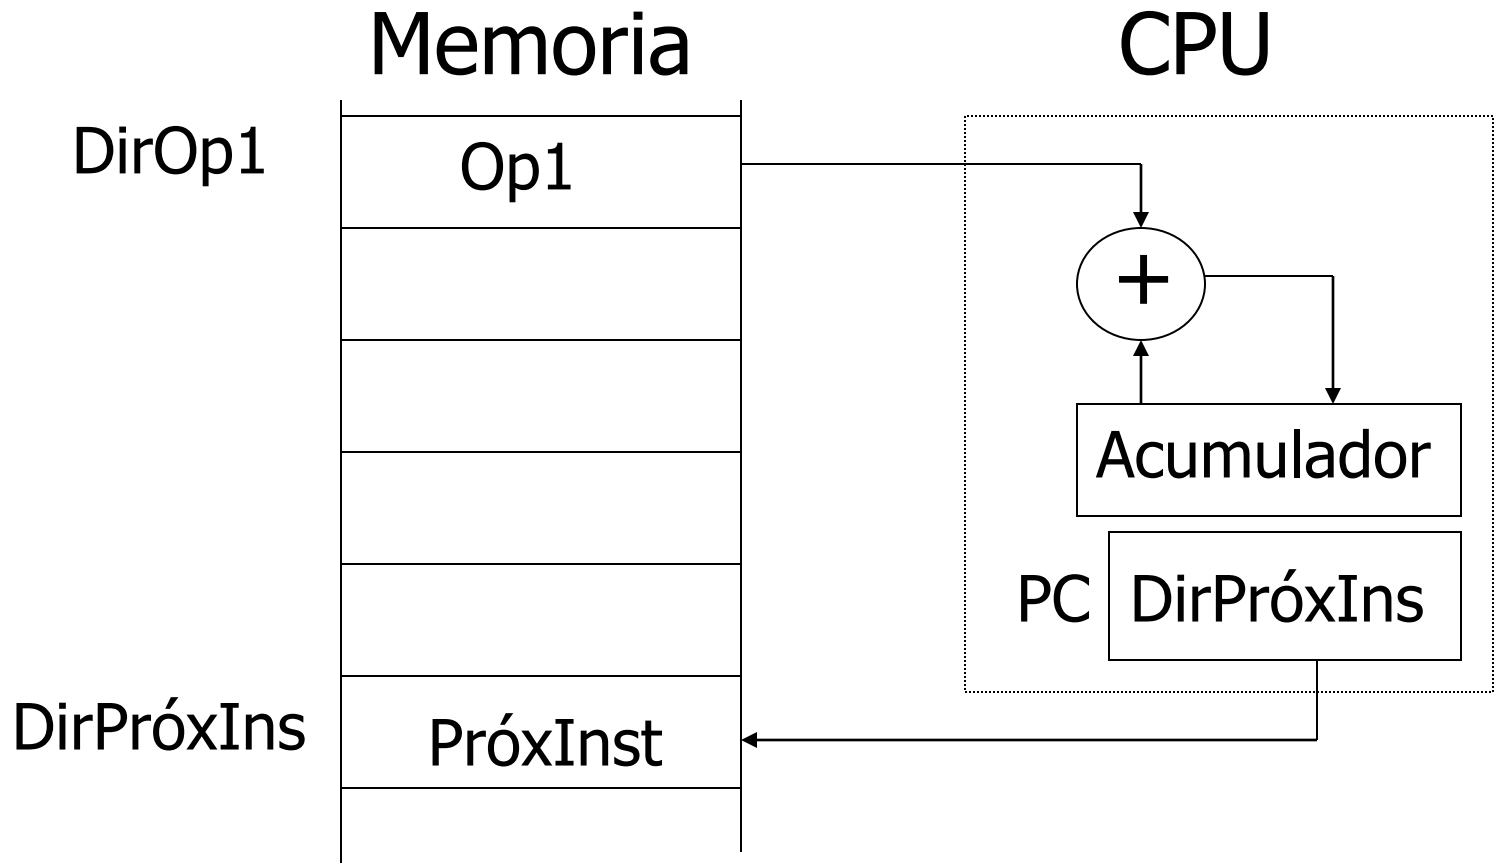 Memoria
CPU
DirOp1
Op1
+
Acumulador
PC
DirPróxIns
DirPróxIns
PróxInst